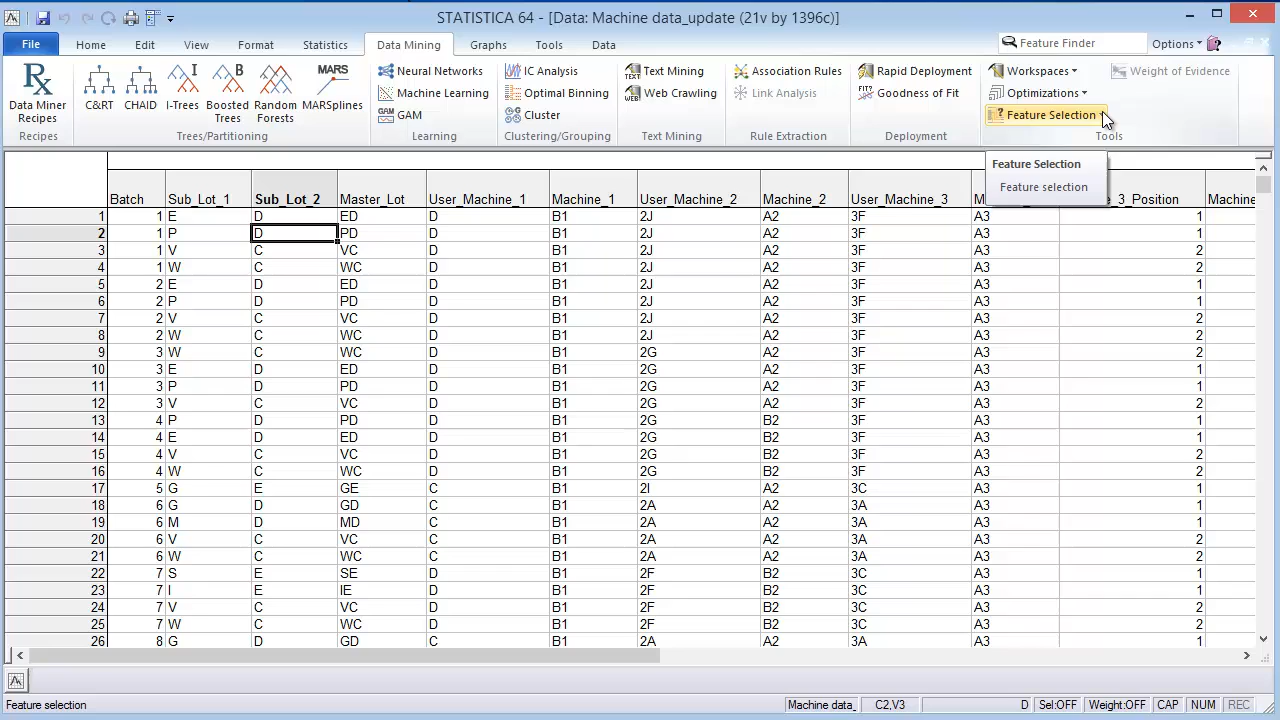 STATISTICA 64 - [Data: Machine data_update (21v by 1396c)]
File Home Edit View Format Statistics Data Mining Graphs Tools Data Feature Finder Options
Data Miner Recipes
C&RT
CHAID
I-Trees
Boosted Trees
Random Forests
MARS
MARSplines
Neural Networks
Machine Learning
GAM GAM
IC Analysis
Optimal Binning
Cluster
TEXT Text Mining
WEB Web Crawling
Association Rules
Link Analysis
Rapid Deployment
FITS Goodness of Fit
Workspaces
Optimizations
Feature Selection
Weight of Evidence
Recipes Trees/Partitioning Learning Clustering/Grouping Text Mining Rule Extraction Deployment Tools
Feature Selection
Feature selection
Batch Sub_Lot_1 Sub_Lot_2 Master_Lot User_Machine_1 Machine_1 User_Machine_2 Machine_2 User_Machine_3 _3_Position Machine
1 1 E D ED D B1 2J A2 3F A3 1
2 1 P D PD D B1 2J A2 3F A3 1
3 1 V C VC D B1 2J A2 3F A3 2
4 1 W C WC D B1 2J A2 3F A3 2
5 2 E D ED D B1 2J A2 3F A3 1
6 2 P D PD D B1 2J A2 3F A3 1
7 2 V C VC D B1 2J A2 3F A3 2
8 2 W C WC D B1 2J A2 3F A3 2
9 3 W C WC D B1 2G A2 3F A3 2
10 3 E D ED D B1 2G A2 3F A3 1
11 3 P D PD D B1 2G A2 3F A3 1
12 3 V C VC D B1 2G A2 3F A3 2
13 4 P D PD D B1 2G B2 3F A3 1
14 4 E D ED D B1 2G B2 3F A3 1
15 4 V C VC D B1 2G B2 3F A3 2
16 4 W C WC D B1 2G B2 3F A3 2
17 5 G E GE C B1 2I A2 3C A3 1
18 6 G D GD C B1 2A A2 3A A3 1
19 6 M D MD C B1 2A A2 3A A3 1
20 6 V C VC C B1 2A A2 3A A3 2
21 6 W C WC C B1 2A A2 3A A3 2
22 7 S E SE D B1 2F B2 3C A3 1
23 7 I E IE D B1 2F B2 3C A3 1
24 7 V C VC D B1 2F B2 3C A3 2
25 7 W C WC D B1 2F B2 3C A3 2
26 8 G D GD C B1 2A A2 3A A3 1
Feature selection Machine data_ C2,V3 D Sel:OFF Weight:OFF CAP NUM REC